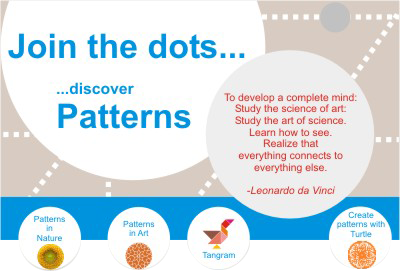 Join the dots...
...discover
Patterns
To develop a complete mind:
Study the science of art:
Study the art of science.
Learn how to see.
Realize that
everything connects to
everything else.
-Leonardo da Vinci
Patterns
in
Nature
Patterns
in Art
Tangram
Create
patterns with
Turtle